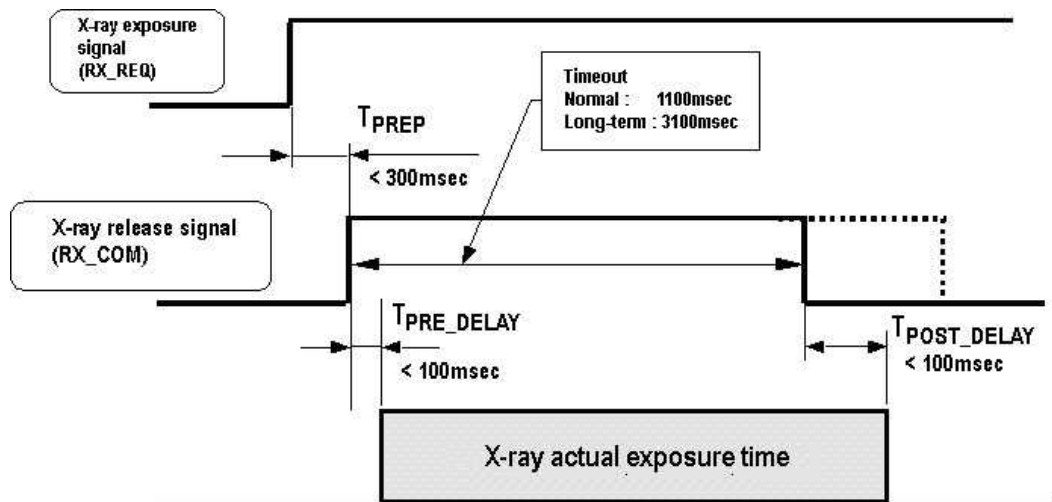 X-ray exposure
signal
(RX_REQ)
Timeout
Normal : 1100msec
Long-term : 3100msec
TPREP
< 300msec
X-ray release signal
(RX_COM)
TPRE_DELAY
< 100msec
TPOST_DELAY
< 100msec
X-ray actual exposure time